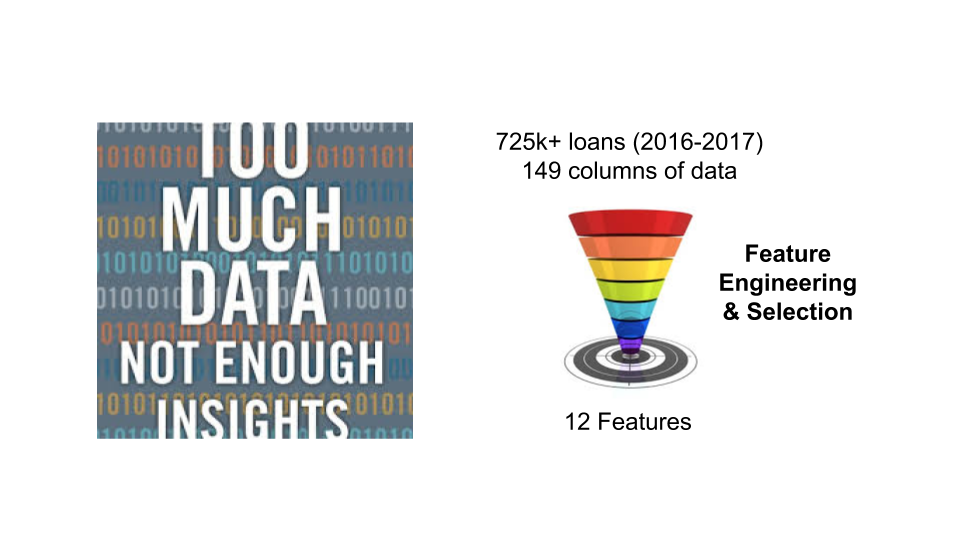 TOO
MUCH
DATA
NOT ENOUGH
INSIGHTS
725k+ loans (2016-2017)
149 columns of data
Feature
Engineering
& Selection
12 Features